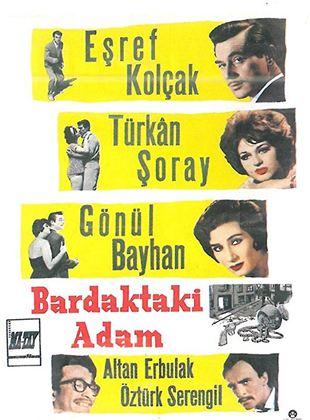 Eşref
Kolçak
Türkân
Şoray
Gönül
Bayhan
Bardaktaki
Adam
Altan Erbulak
Öztürk Serengil